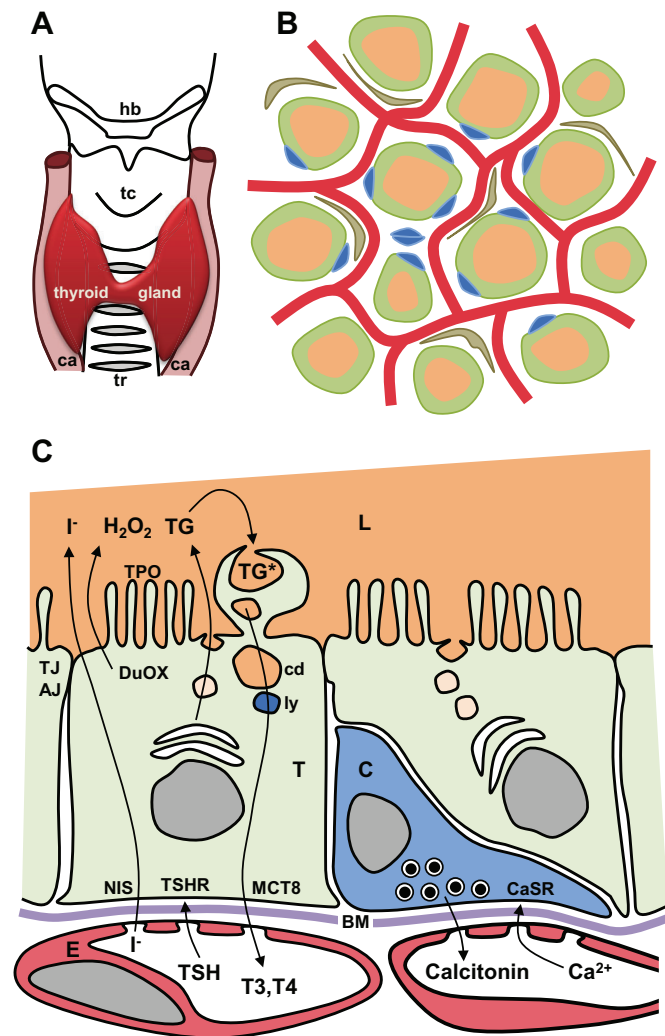 A
hb
tc
thyroid gland
ca
ca
tr
B
C
I⁻ H₂O₂ TG
L
TPO
TG*
TJ
AJ
DuOX
cd
ly
T
C
NIS
TSHR
MCT8
CaSR
BM
E
I⁻
TSH
T3,T4
Calcitonin
Ca²⁺